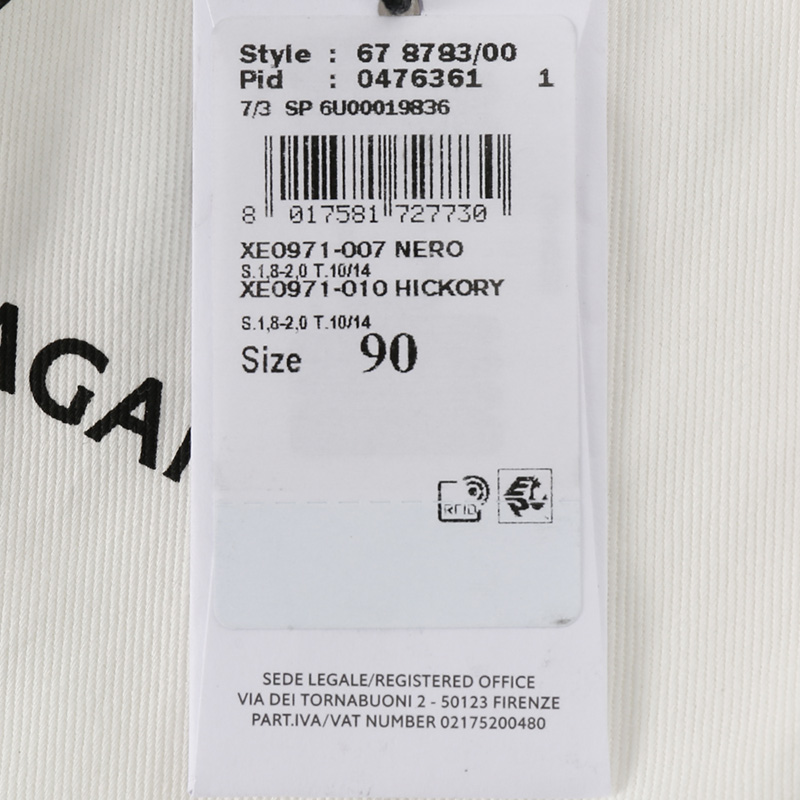 Style : 67 8783/00
Pid : 0476361 1
7/3 SP 6U00019836
8 017581 727730
XE0971-007 NERO
S.1,8-2,0 T.10/14
XE0971-010 HICKORY
S.1,8-2,0 T.10/14
Size 90
AGA
RFID
SEDE LEGALE/REGISTERED OFFICE
VIA DEI TORNABUONI 2 - 50123 FIRENZE
PART.IVA/VAT NUMBER 02175200480